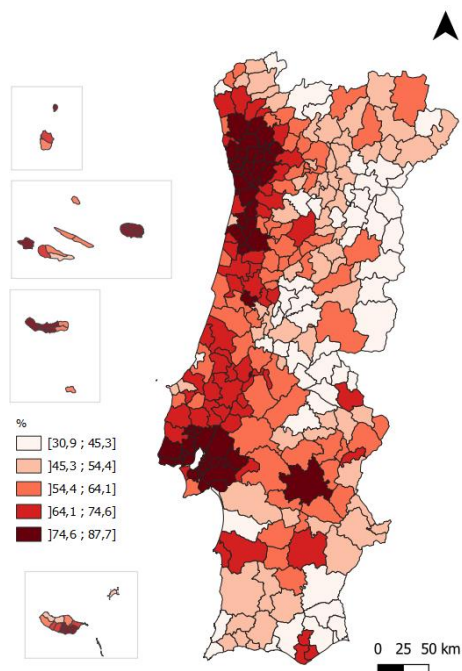 %
[30,9 ; 45,3]
]45,3 ; 54,4]
]54,4 ; 64,1]
]64,1 ; 74,6]
]74,6 ; 87,7]
0 25 50 km